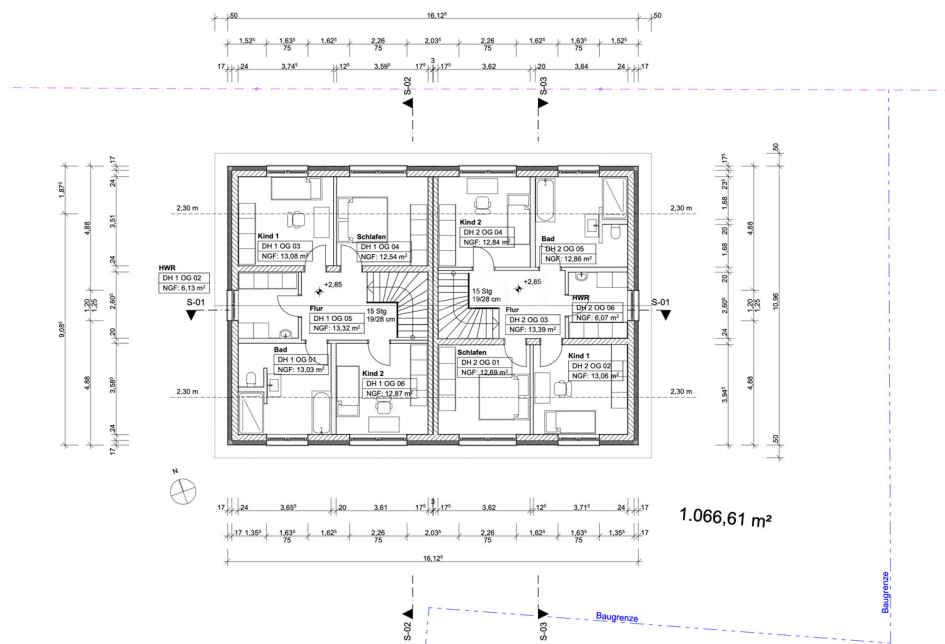 50
16,12⁵
50
1,52⁵ 1,63⁵ 1,62⁵ 2,26 2,03⁵ 2,26 1,62⁵ 1,63⁵ 1,52⁵
75 75 75 75
3
17 24 3,74⁵ 12⁵ 3,59⁵ 17⁵ 17⁵ 3,62 20 3,64 24 17
S-02
S-03
17
24
3,51
24
2,60⁵
20
3,58⁵
24
17
1,87⁵
9,08⁵
4,88
1,20
1,25
4,88
2,30 m
2,30 m
Kind 1
DH 1 OG 03
NGF: 13,08 m²
Schlafen
DH 1 OG 04
NGF: 12,54 m²
Kind 2
DH 2 OG 04
NGF: 12,84 m²
Bad
DH 2 OG 05
NGF: 12,86 m²
HWR
DH 1 OG 02
NGF: 6,13 m²
S-01
+2,85
15 Stg
19/28 cm
Flur
DH 1 OG 05
NGF: 13,32 m²
15 Stg
19/28 cm
+2,85
Flur
DH 2 OG 03
NGF: 13,39 m²
HWR
DH 2 OG 06
NGF: 6,07 m²
S-01
Bad
DH 1 OG 01
NGF: 13,03 m²
Kind 2
DH 1 OG 06
NGF: 12,87 m²
Schlafen
DH 2 OG 01
NGF: 12,69 m²
Kind 1
DH 2 OG 02
NGF: 13,06 m²
2,30 m
2,30 m
17⁵
23⁵
1,68
20
1,68
24
2,60⁵
24
3,94⁵
4,88
1,20
1,25
4,88
50
10,96
50
N
3
17 24 3,65⁵ 20 3,61 17⁵ 17⁵ 3,62 12⁵ 3,71⁵ 24 17
17 1,35⁵ 1,63⁵ 1,62⁵ 2,26 2,03⁵ 2,26 1,62⁵ 1,63⁵ 1,35⁵ 17
75 75 75 75
16,12⁵
1.066,61 m²
S-02
S-03
Baugrenze
Baugrenze